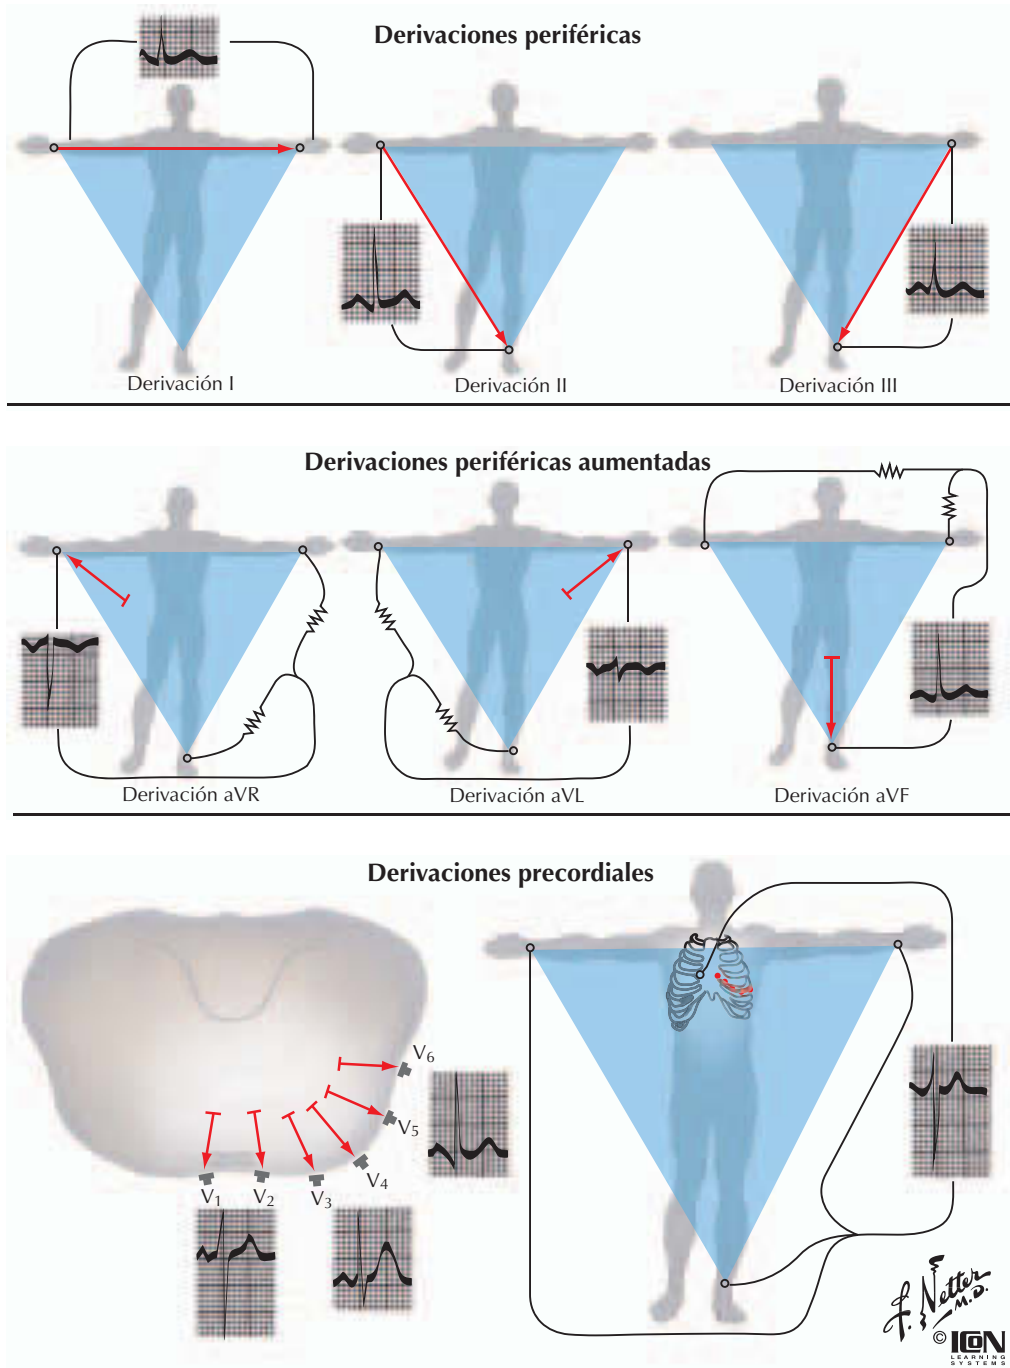 Derivaciones periféricas
Derivación I
Derivación II
Derivación III
Derivaciones periféricas aumentadas
Derivación aVR
Derivación aVL
Derivación aVF
Derivaciones precordiales
V6
V5
V4
V3
V2
V1
F. Netter
M.D.
© ICON
LEARNING
SYSTEMS